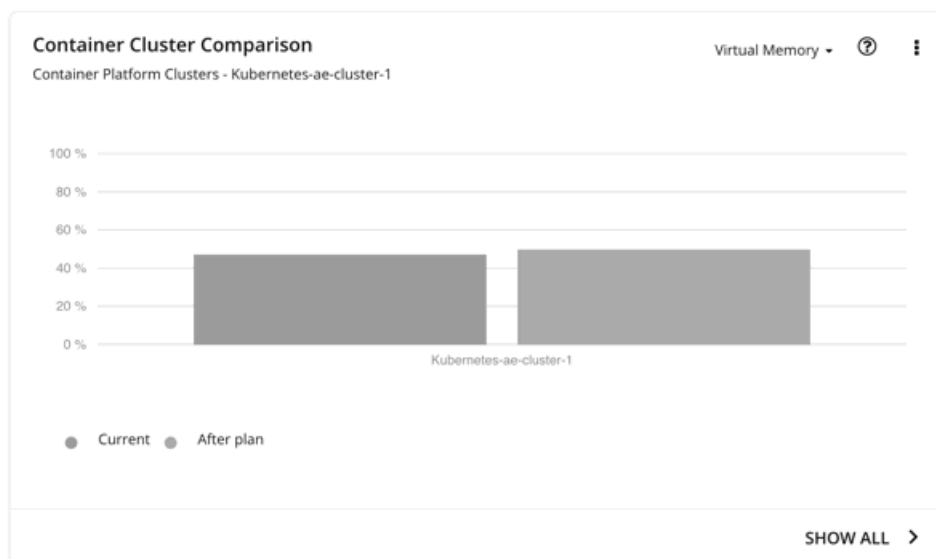 Container Cluster Comparison
Virtual Memory
Container Platform Clusters - Kubernetes-ae-cluster-1
100 %
80 %
60 %
40 %
20 %
0 %
Kubernetes-ae-cluster-1
Current
After plan
SHOW ALL